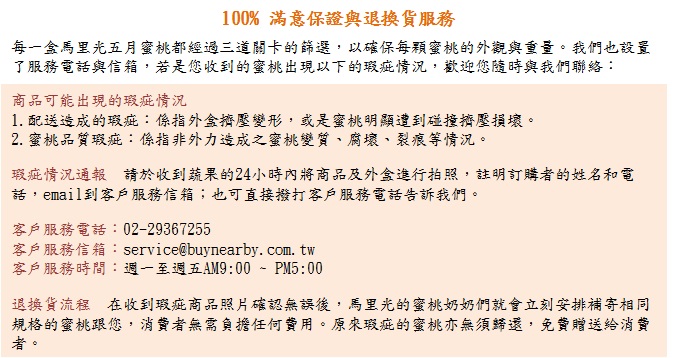 100% 滿意保證與退換貨服務
每一盒馬里光五月蜜桃都經過三道關卡的篩選，以確保每顆蜜桃的外觀與重量。我們也設置
了服務電話與信箱，若是您收到的蜜桃出現以下的瑕疵情況，歡迎您隨時與我們聯絡：
商品可能出現的瑕疵情況
1.配送造成的瑕疵：係指外盒擠壓變形，或是蜜桃明顯遭到碰撞擠壓損壞。
2.蜜桃品質瑕疵：係指非外力造成之蜜桃變質、腐壞、裂痕等情況。
瑕疵情況通報　請於收到蔬果的24小時內將商品及外盒進行拍照，註明訂購者的姓名和電
話，email到客戶服務信箱；也可直接撥打客戶服務電話告訴我們。
客戶服務電話：02-29367255
客戶服務信箱：service@buynearby.com.tw
客戶服務時間：週一至週五AM9:00 ~ PM5:00
退換貨流程　在收到瑕疵商品照片確認無誤後，馬里光的蜜桃奶奶們就會立刻安排補寄相同
規格的蜜桃跟您，消費者無需負擔任何費用。原來瑕疵的蜜桃亦無須歸還，免費贈送給消費
者。